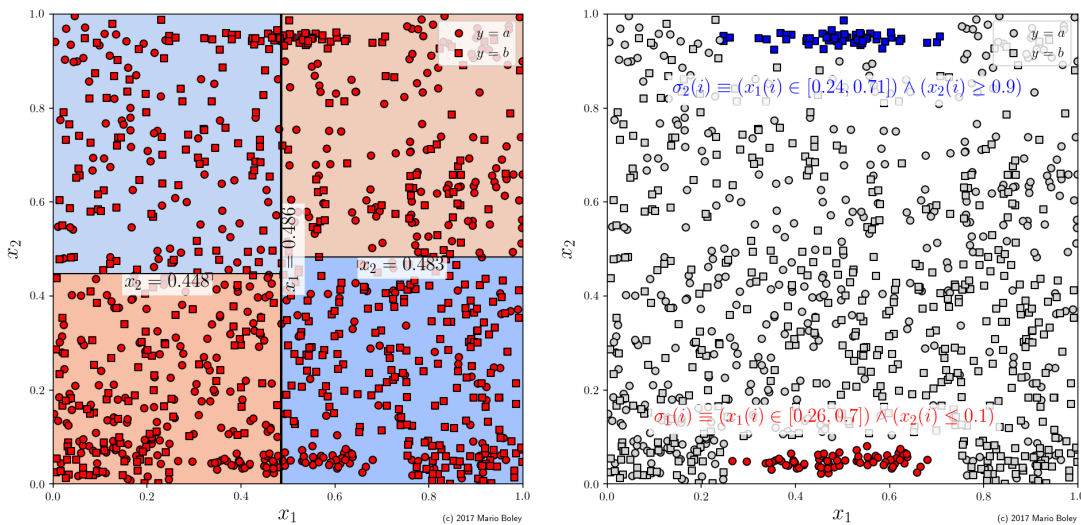 1.0
0.8
0.6
0.4
0.2
0.0
0.0 0.2 0.4 0.6 0.8 1.0
x₂
x₁
y = a
y = b
x₁ = 0.486
x₂ = 0.448
x₂ = 0.483
(c) 2017 Mario Boley
1.0
0.8
0.6
0.4
0.2
0.0
0.0 0.2 0.4 0.6 0.8 1.0
x₂
x₁
y = a
y = b
σ₂(i) ≡ (x₁(i) ∈ [0.24, 0.71]) ∧ (x₂(i) ≥ 0.9)
σ₁(i) ≡ (x₁(i) ∈ [0.26, 0.7]) ∧ (x₂(i) ≤ 0.1)
(c) 2017 Mario Boley